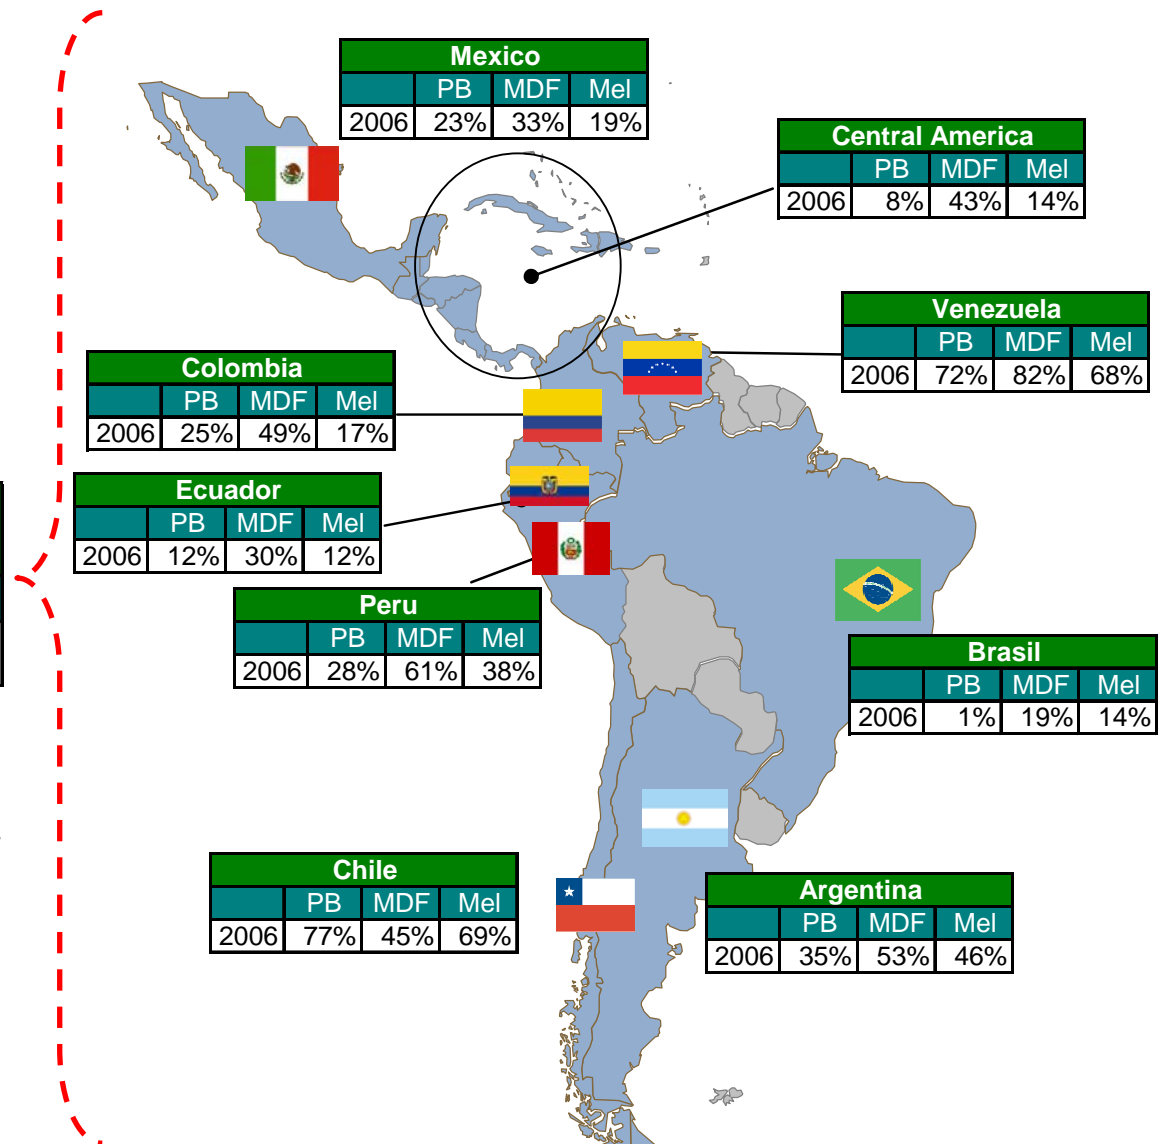 Mexico
PB MDF Mel
2006 23% 33% 19%
Central America
PB MDF Mel
2006 8% 43% 14%
Venezuela
PB MDF Mel
2006 72% 82% 68%
Colombia
PB MDF Mel
2006 25% 49% 17%
Ecuador
PB MDF Mel
2006 12% 30% 12%
Peru
PB MDF Mel
2006 28% 61% 38%
Brasil
PB MDF Mel
2006 1% 19% 14%
Chile
PB MDF Mel
2006 77% 45% 69%
Argentina
PB MDF Mel
2006 35% 53% 46%